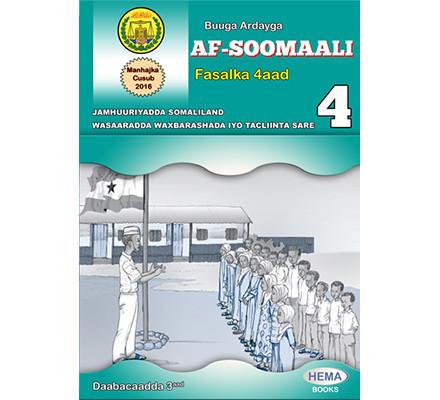 Buuga Ardayga
AF-SOOMAALI
Fasalka 4aad
Manhajka
Cusub
2016
4
JAMHUURIYADDA SOMALILAND
WASAARADDA WAXBARASHADA IYO TACLIINTA SARE
Daabacaadda 3aad
HEMA
BOOKS